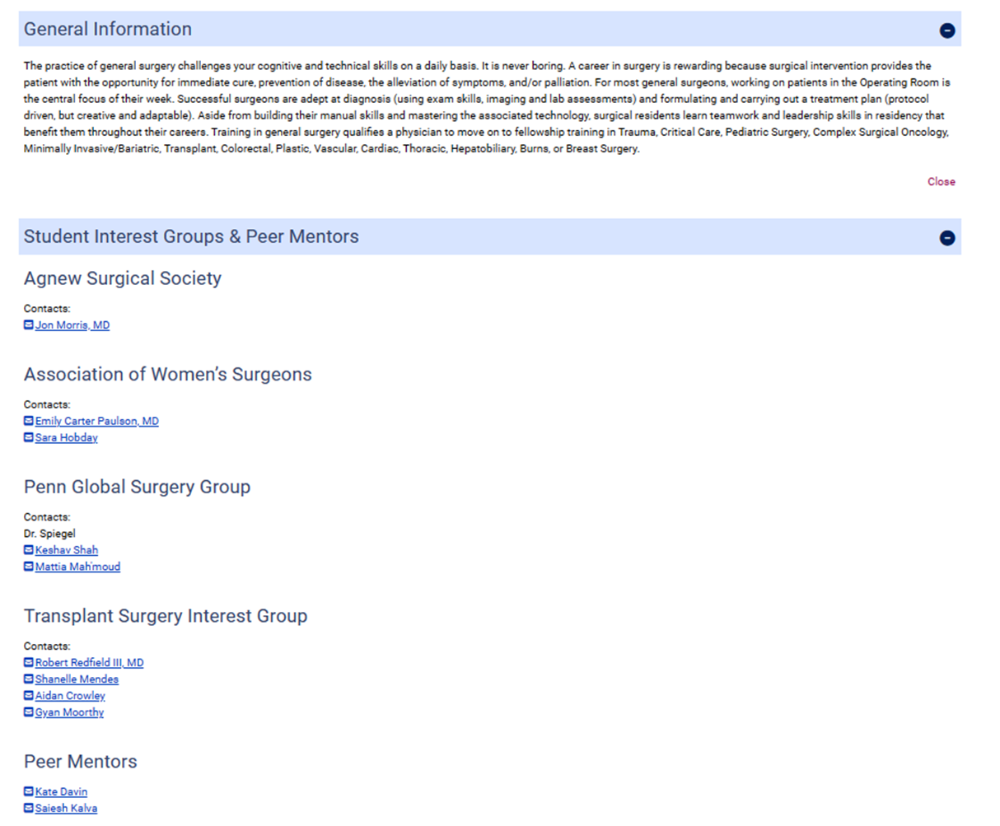 General Information
The practice of general surgery challenges your cognitive and technical skills on a daily basis. It is never boring. A career in surgery is rewarding because surgical intervention provides the
patient with the opportunity for immediate cure, prevention of disease, the alleviation of symptoms, and/or palliation. For most general surgeons, working on patients in the Operating Room is
the central focus of their week. Successful surgeons are adept at diagnosis (using exam skills, imaging and lab assessments) and formulating and carrying out a treatment plan (protocol
driven, but creative and adaptable). Aside from building their manual skills and mastering the associated technology, surgical residents learn teamwork and leadership skills in residency that
benefit them throughout their careers. Training in general surgery qualifies a physician to move on to fellowship training in Trauma, Critical Care, Pediatric Surgery, Complex Surgical Oncology,
Minimally Invasive/Bariatric, Transplant, Colorectal, Plastic, Vascular, Cardiac, Thoracic, Hepatobiliary, Burns, or Breast Surgery.
Close
Student Interest Groups & Peer Mentors
Agnew Surgical Society
Contacts:
Jon Morris, MD
Association of Women’s Surgeons
Contacts:
Emily Carter Paulson, MD
Sara Hobday
Penn Global Surgery Group
Contacts:
Dr. Spiegel
Keshav Shah
Mattia Mah'moud
Transplant Surgery Interest Group
Contacts:
Robert Redfield III, MD
Shanelle Mendes
Aidan Crowley
Gyan Moorthy
Peer Mentors
Kate Davin
Saiesh Kalva